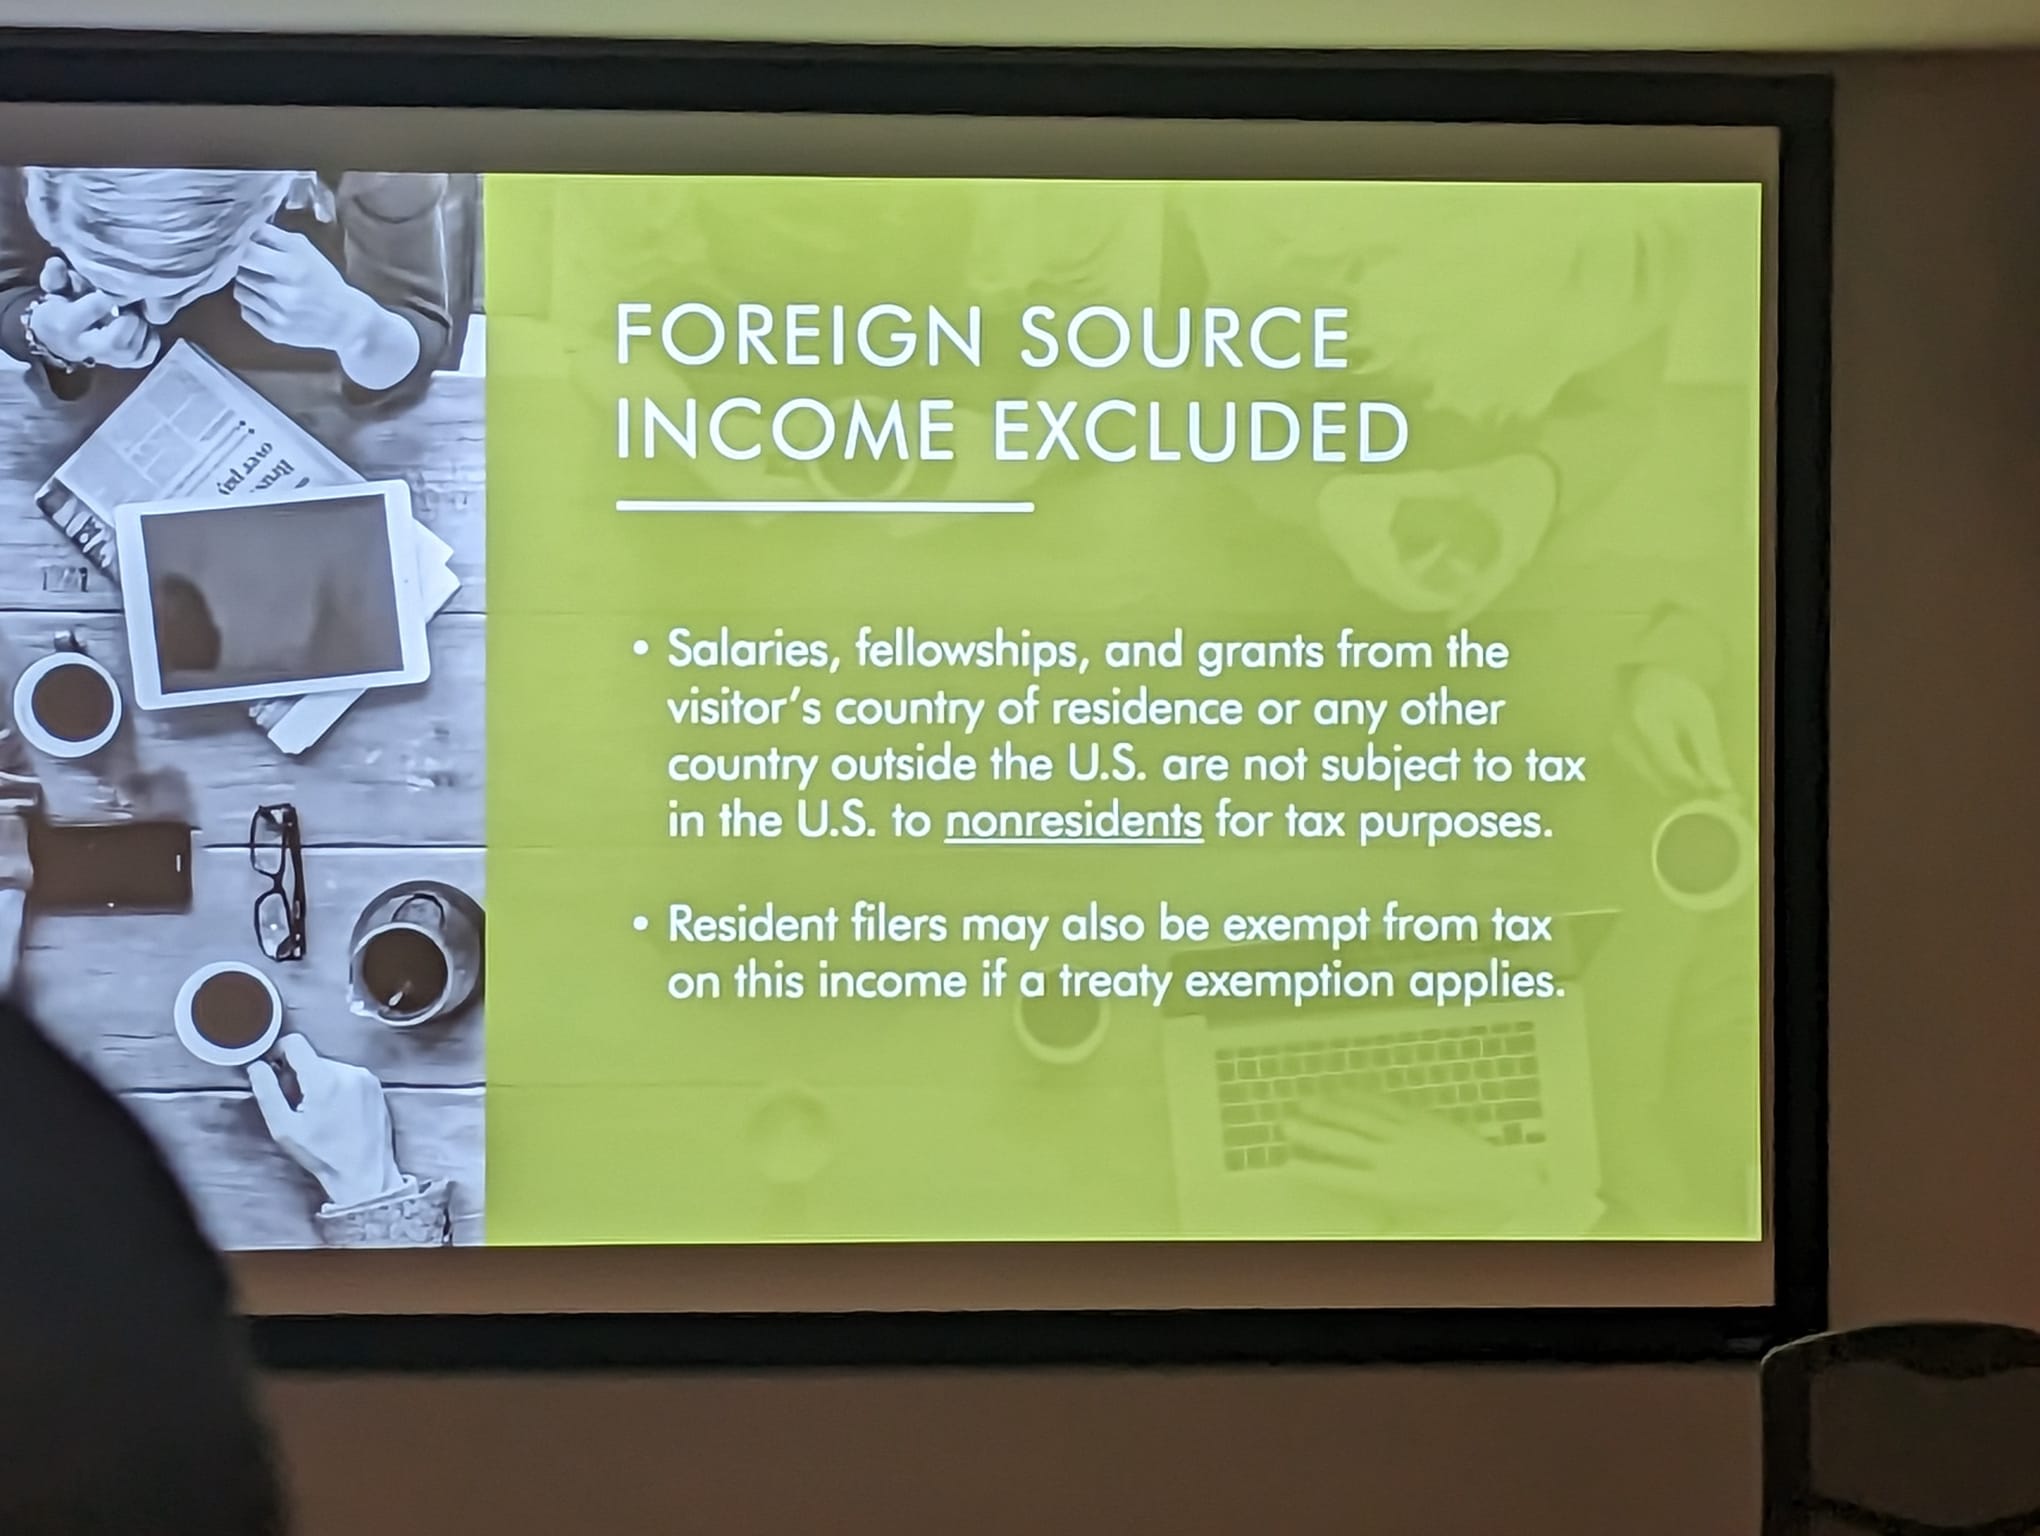 FOREIGN SOURCE
INCOME EXCLUDED
• Salaries, fellowships, and grants from the
visitor's country of residence or any other
country outside the U.S. are not subject to tax
in the U.S. to nonresidents for tax purposes.
• Resident filers may also be exempt from tax
on this income if a treaty exemption applies.